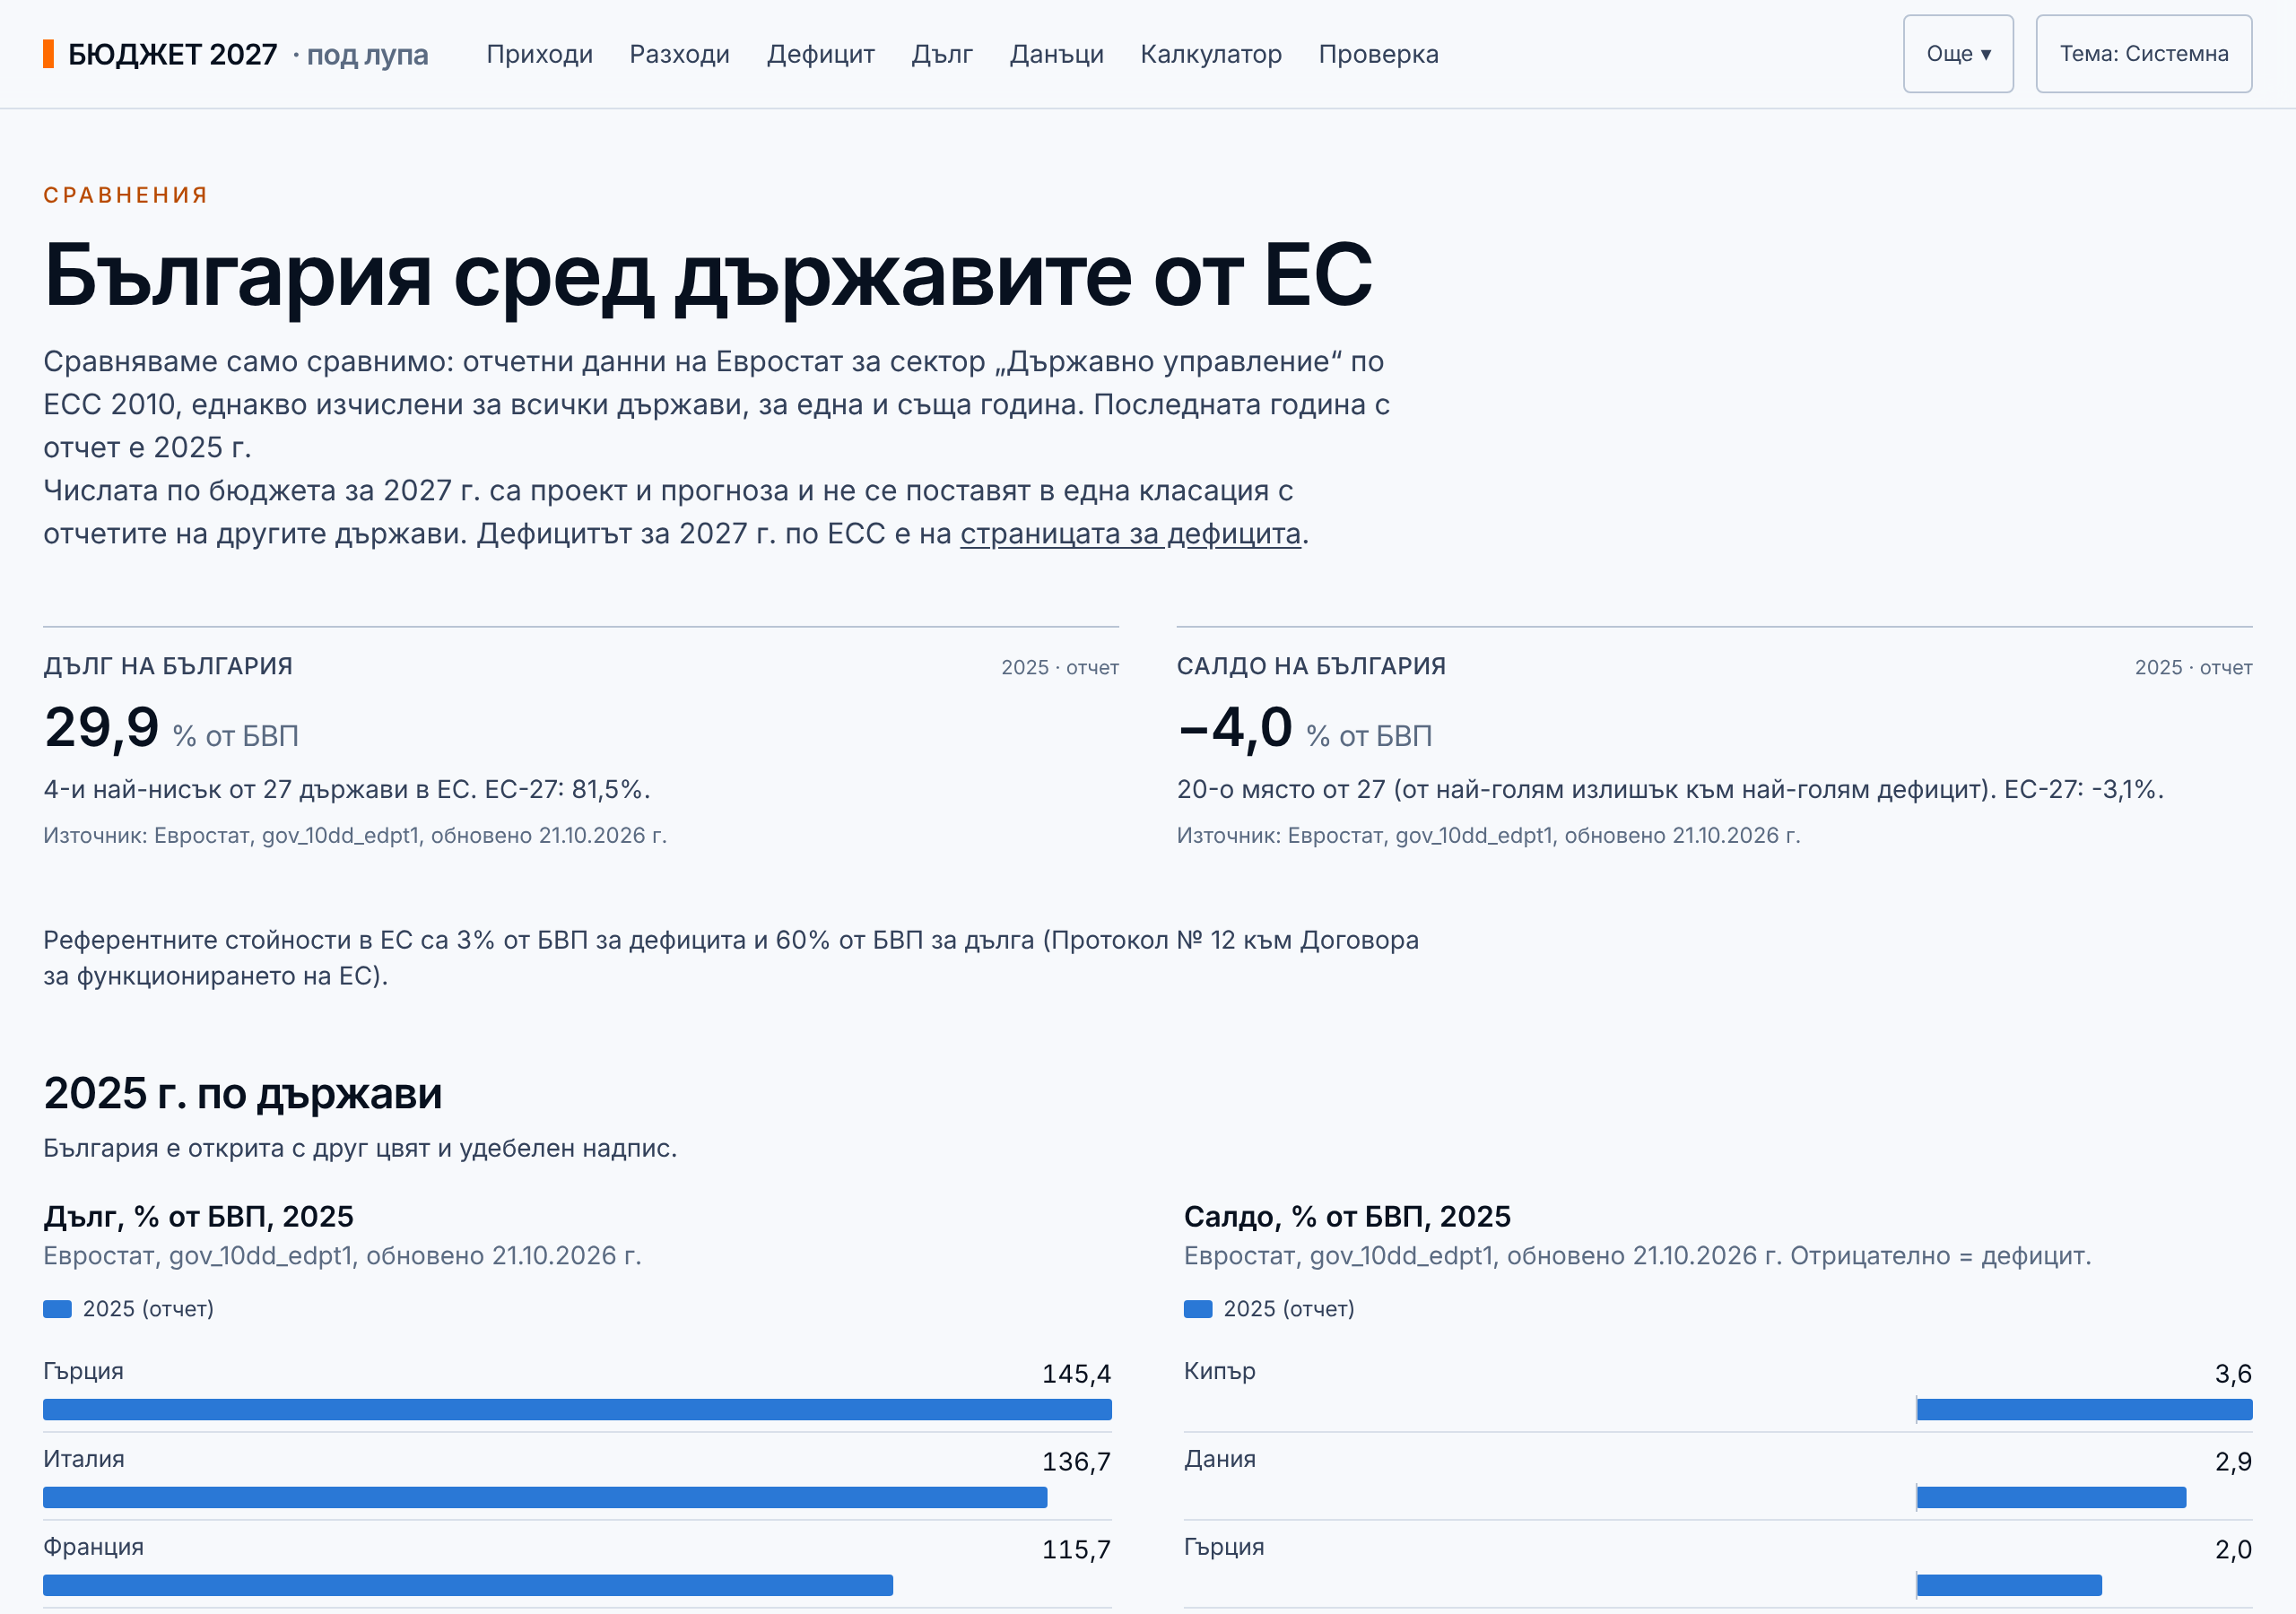 БЮДЖЕТ 2027 · под лупа
Приходи
Разходи
Дефицит
Дълг
Данъци
Калкулатор
Проверка
Още ▾
Тема: Системна
СРАВНЕНИЯ
България сред държавите от ЕС
Сравняваме само сравнимо: отчетни данни на Евростат за сектор „Държавно управление“ по
ЕСС 2010, еднакво изчислени за всички държави, за една и съща година. Последната година с
отчет е 2025 г.
Числата по бюджета за 2027 г. са проект и прогноза и не се поставят в една класация с
отчетите на другите държави. Дефицитът за 2027 г. по ЕСС е на страницата за дефицита.
ДЪЛГ НА БЪЛГАРИЯ
2025 · отчет
29,9 % от БВП
4-и най-нисък от 27 държави в ЕС. ЕС-27: 81,5%.
Източник: Евростат, gov_10dd_edpt1, обновено 21.10.2026 г.
САЛДО НА БЪЛГАРИЯ
2025 · отчет
−4,0 % от БВП
20-о място от 27 (от най-голям излишък към най-голям дефицит). ЕС-27: -3,1%.
Източник: Евростат, gov_10dd_edpt1, обновено 21.10.2026 г.
Референтните стойности в ЕС са 3% от БВП за дефицита и 60% от БВП за дълга (Протокол № 12 към Договора
за функционирането на ЕС).
2025 г. по държави
България е открита с друг цвят и удебелен надпис.
Дълг, % от БВП, 2025
Евростат, gov_10dd_edpt1, обновено 21.10.2026 г.
2025 (отчет)
Гърция 145,4
Италия 136,7
Франция 115,7
Салдо, % от БВП, 2025
Евростат, gov_10dd_edpt1, обновено 21.10.2026 г. Отрицателно = дефицит.
2025 (отчет)
Кипър 3,6
Дания 2,9
Гърция 2,0